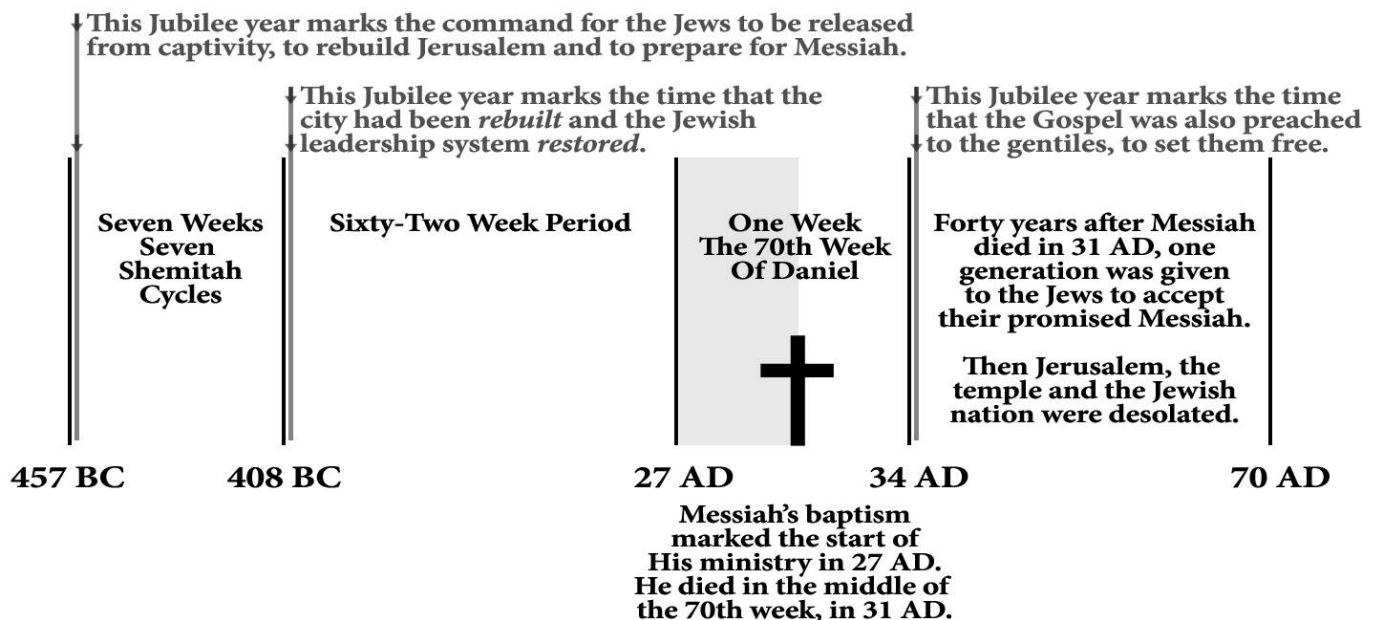 This Jubilee year marks the command for the Jews to be released
from captivity, to rebuild Jerusalem and to prepare for Messiah.
This Jubilee year marks the time that the
city had been rebuilt and the Jewish
leadership system restored.
This Jubilee year marks the time
that the Gospel was also preached
to the gentiles, to set them free.
Seven Weeks
Seven
Shemitah
Cycles
Sixty-Two Week Period
One Week
The 70th Week
Of Daniel
Forty years after Messiah
died in 31 AD, one
generation was given
to the Jews to accept
their promised Messiah.
Then Jerusalem, the
temple and the Jewish
nation were desolated.
457 BC
408 BC
27 AD
34 AD
70 AD
Messiah's baptism
marked the start of
His ministry in 27 AD.
He died in the middle of
the 70th week, in 31 AD.